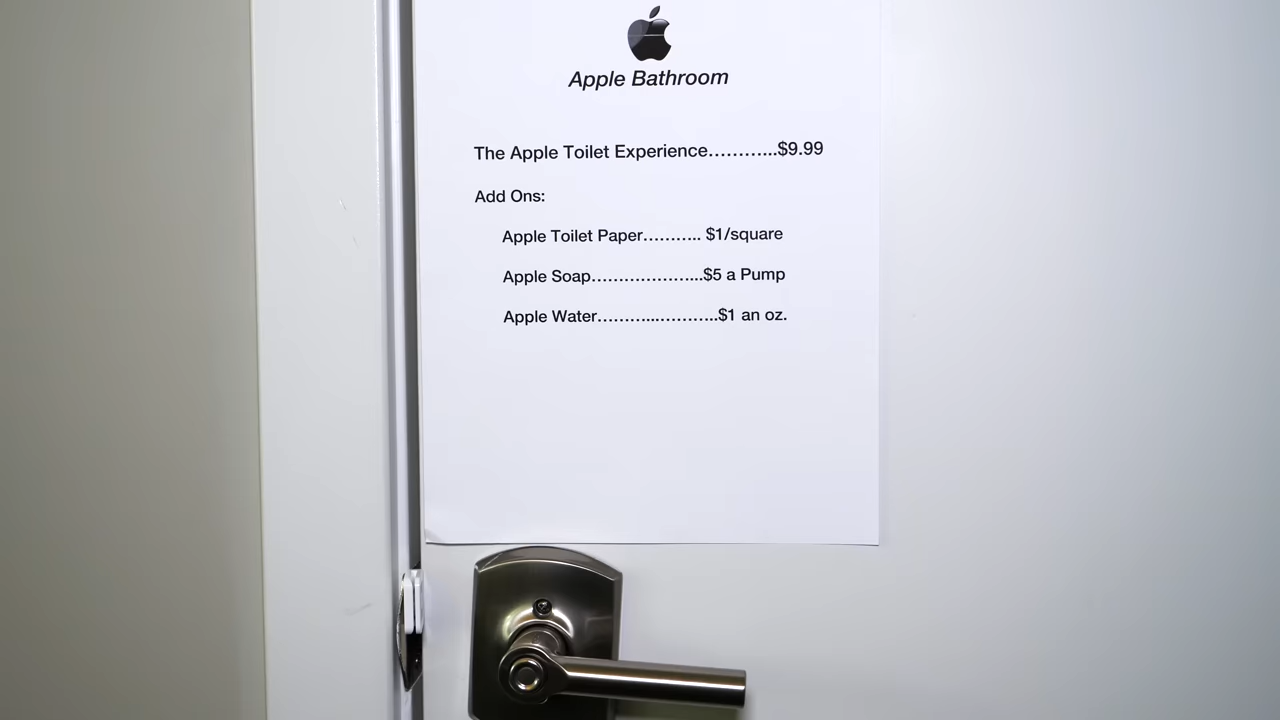 Apple Bathroom
The Apple Toilet Experience…………..$9.99
Add Ons:
Apple Toilet Paper……….. $1/square
Apple Soap………………...$5 a Pump
Apple Water………...………..$1 an oz.